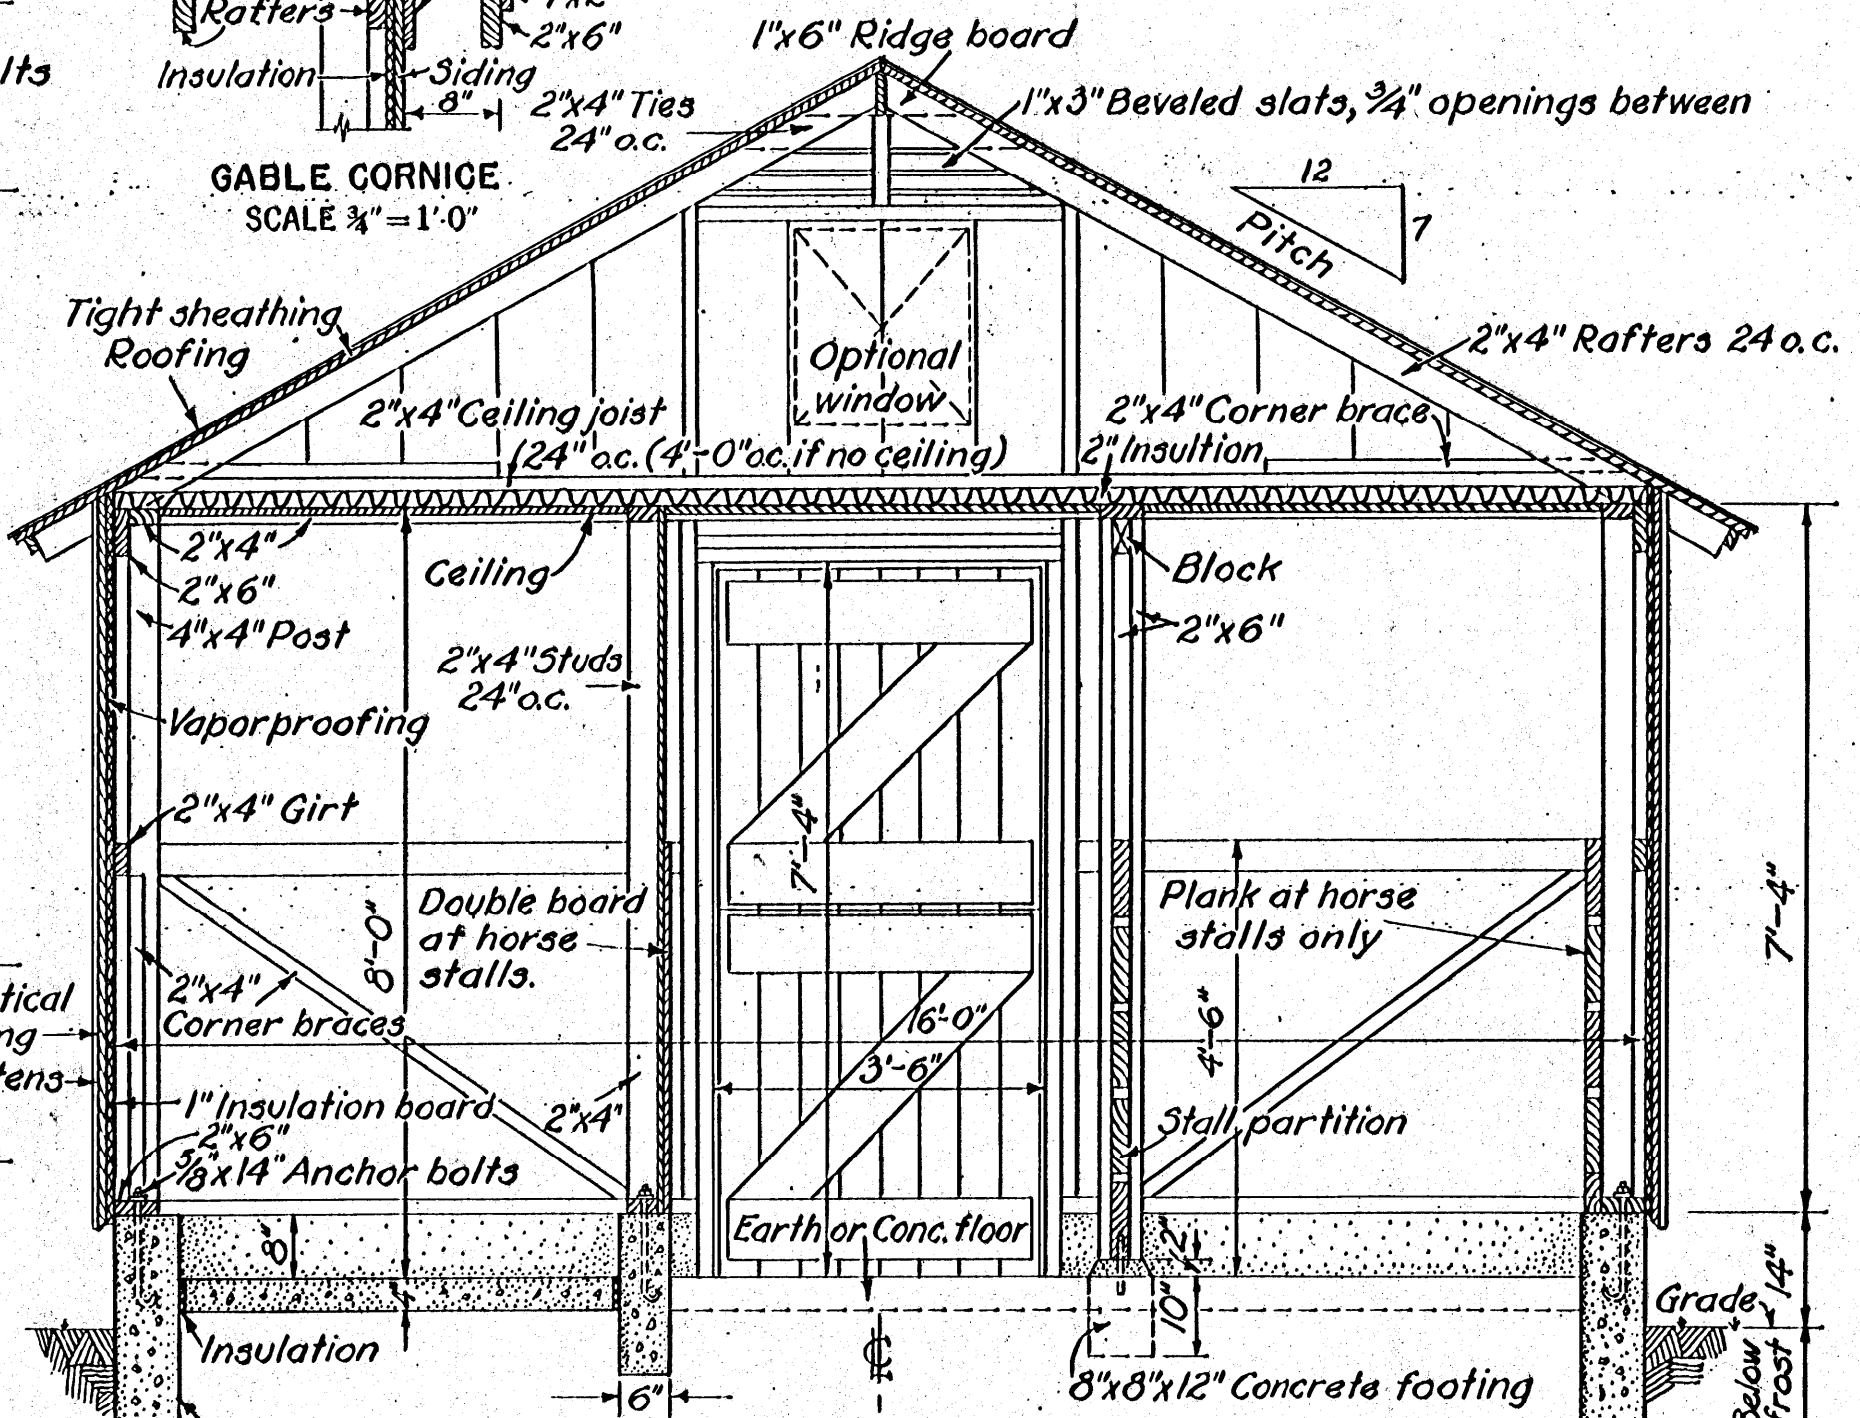 Rafters
2"x6"
lts
Insulation
Siding
8"
GABLE CORNICE
SCALE ¾"=1'-0"
1"x6" Ridge board
2"x4" Ties
24" o.c.
1"x3" Beveled slats, ¾" openings between
12
7
Pitch
Tight sheathing
Roofing
2"x4" Rafters 24 o.c.
Optional
window
2"x4" Ceiling joist
(24" o.c. (4'-0" o.c. if no ceiling)
2"x4" Corner brace
2" Insultion
2"x4"
2"x6"
4"x4" Post
Ceiling
Block
2"x6"
2"x4" Studs
24" o.c.
Vaporproofing
2"x4" Girt
7'-4"
8'-0"
Double board
at horse
stalls.
Plank at horse
stalls only
7'-4"
4'-6"
tical
ng
tens
2"x4"
Corner braces
16'-0"
3'-6"
1" Insulation board
2"x6"
5/8"x14" Anchor bolts
2"x4"
Stall partition
Earth or Conc. floor
8"
4"
2"
10"
14"
Grade
Insulation
6"
8"x8"x12" Concrete footing
Below
frost